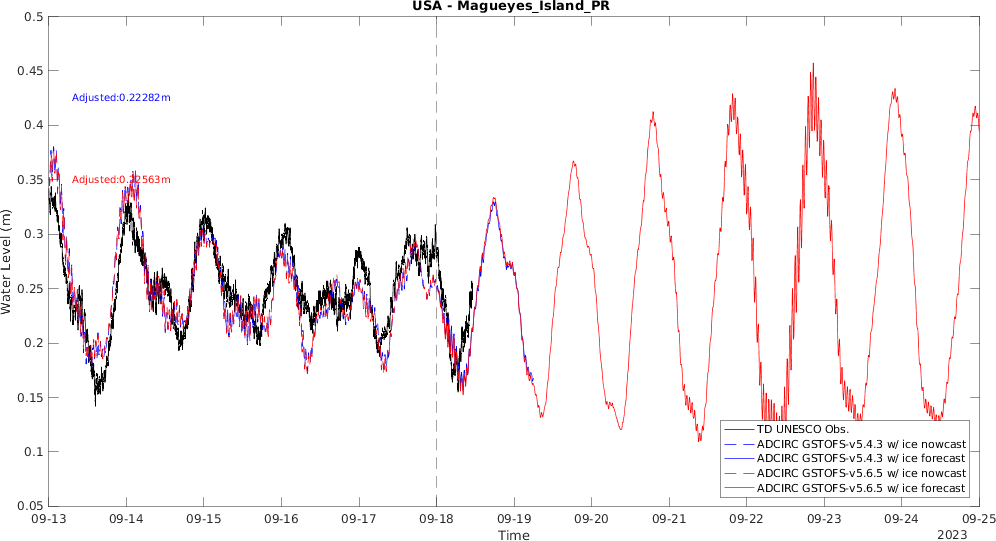 USA - Magueyes_Island_PR
0.5
0.45
0.4
0.35
0.3
0.25
0.2
0.15
0.1
0.05
Water Level (m)
Adjusted:0.22282m
Adjusted:0.22563m
09-13 09-14 09-15 09-16 09-17 09-18 09-19 09-20 09-21 09-22 09-23 09-24 09-25
Time
2023
TD UNESCO Obs.
ADCIRC GSTOFS-v5.4.3 w/ ice nowcast
ADCIRC GSTOFS-v5.4.3 w/ ice forecast
ADCIRC GSTOFS-v5.6.5 w/ ice nowcast
ADCIRC GSTOFS-v5.6.5 w/ ice forecast